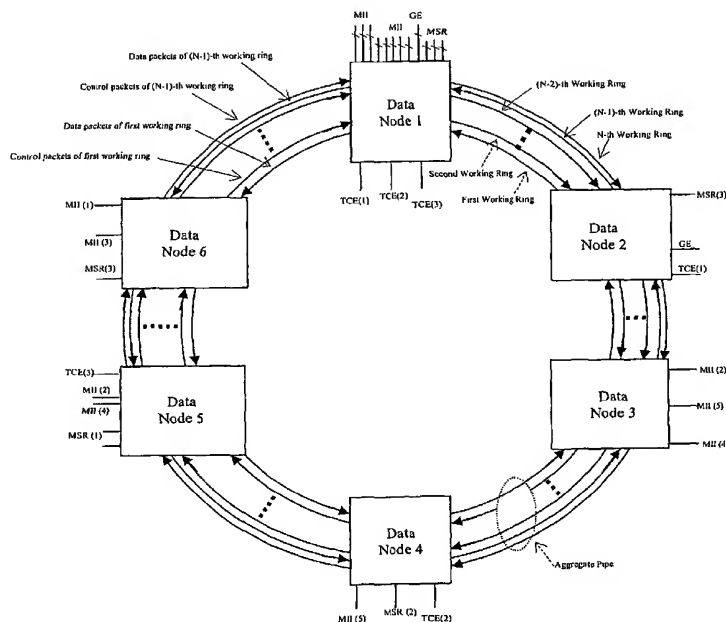 MII
MII
GE
MSR
Data packets of (N-1)-th working ring
Control packets of (N-1)-th working ring
Data packets of first working ring
Control packets of first working ring
Data
Node 1
(N-2)-th Working Ring
(N-1)-th Working Ring
N-th Working Ring
Second Working Ring
First Working Ring
TCE(1)
TCE(2)
TCE(3)
MII (1)
MII (3)
MSR(3)
Data
Node 6
Data
Node 2
MSR(3)
GE
TCE(1)
TCE(3)
MII (2)
MII (4)
MSR (1)
Data
Node 5
Data
Node 3
MII (2)
MII (5)
MII (4)
Data
Node 4
Aggregate Pipe
MII (5)
MSR (2)
TCE(2)